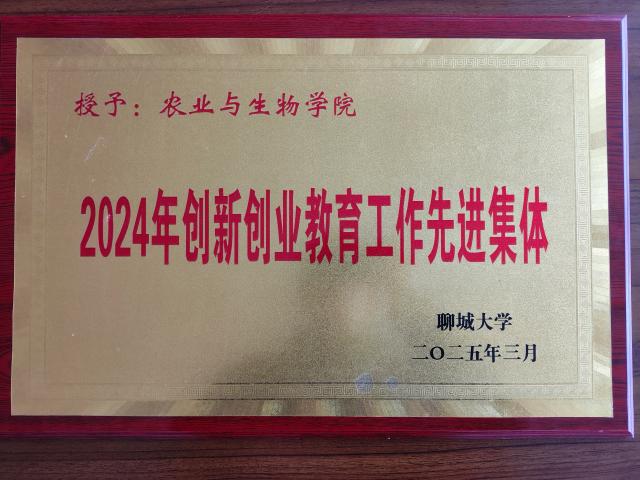 授予：农业与生物学院
2024年创新创业教育工作先进集体
聊城大学
二〇二五年三月